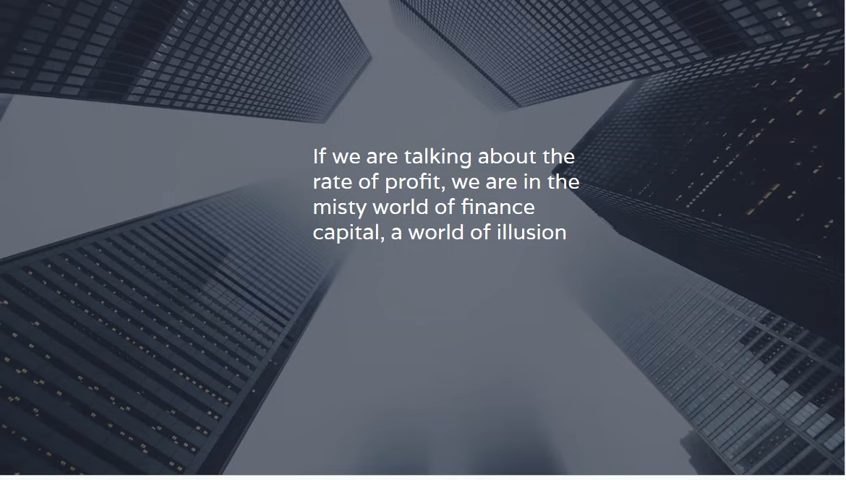 If we are talking about the
rate of profit, we are in the
misty world of finance
capital, a world of illusion